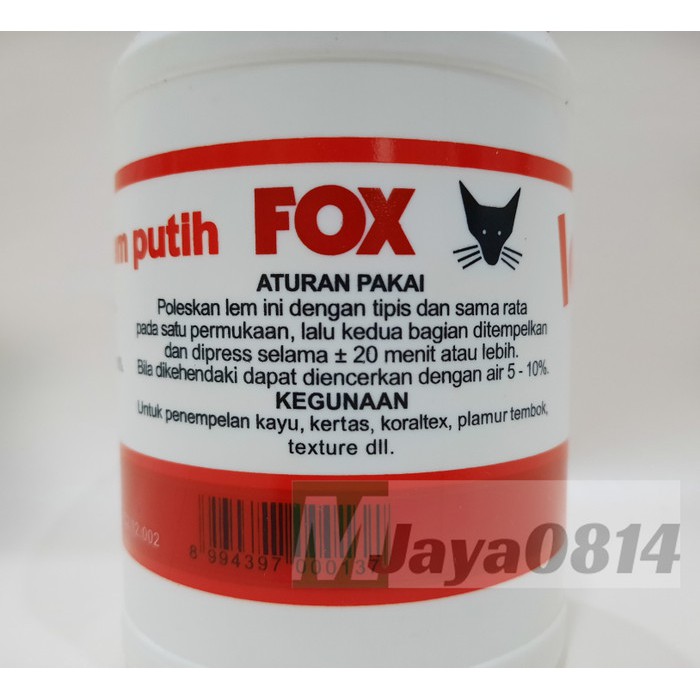 putih FOX
ATURAN PAKAI
Poleskan lem ini dengan tipis dan sama rata
pada satu permukaan, lalu kedua bagian ditempelkan
dan dipress selama ± 20 menit atau lebih.
Bila dikehendaki dapat diencerkan dengan air 5 - 10%.
KEGUNAAN
Untuk penempelan kayu, kertas, koraltex, plamur tembok,
texture dll.
8 994397 000137
MJaya0814